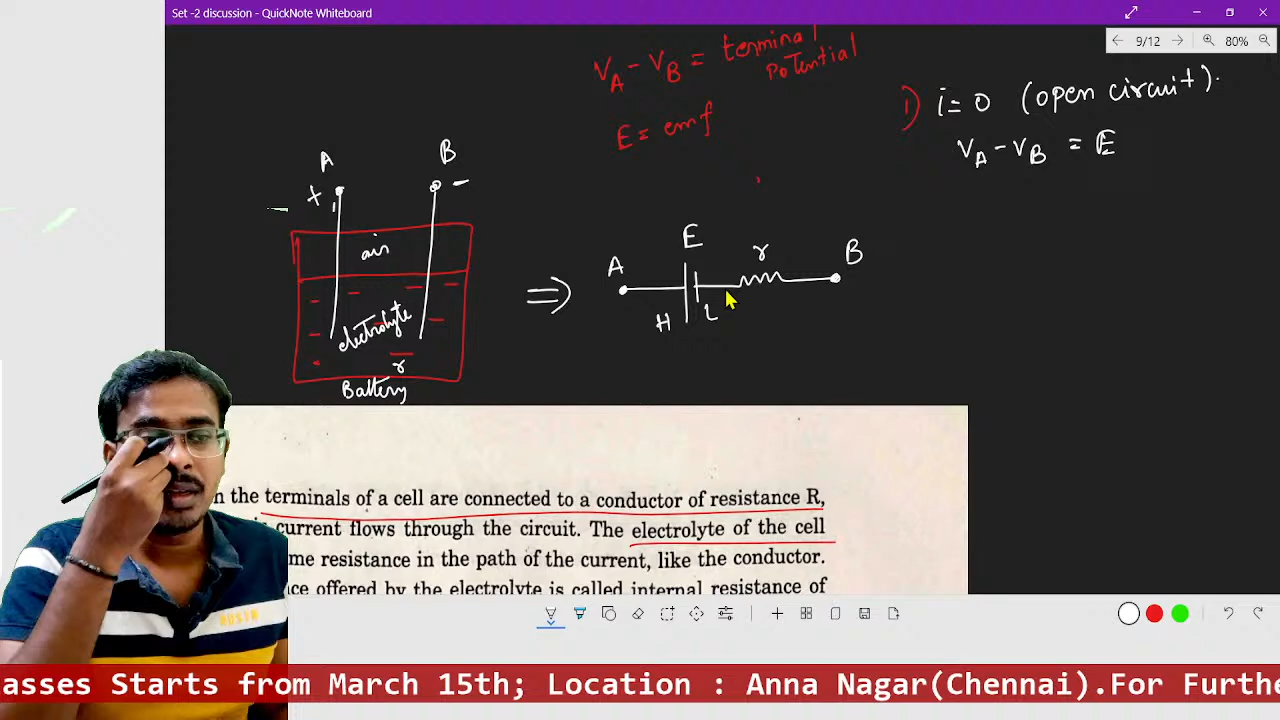 Set -2 discussion - QuickNote Whiteboard
9/12
80%
VA - VB = terminal
Potential
E = emf
1) i = 0 (open circuit).
VA - VB = E
A
B
+
-
air
electrolyte
r
Battery
⇒
A
E
r
B
H
L
n the terminals of a cell are connected to a conductor of resistance R,
current flows through the circuit. The electrolyte of the cell
me resistance in the path of the current, like the conductor.
ce offered by the electrolyte is called internal resistance of
lasses Starts from March 15th; Location : Anna Nagar(Chennai).For Furthe